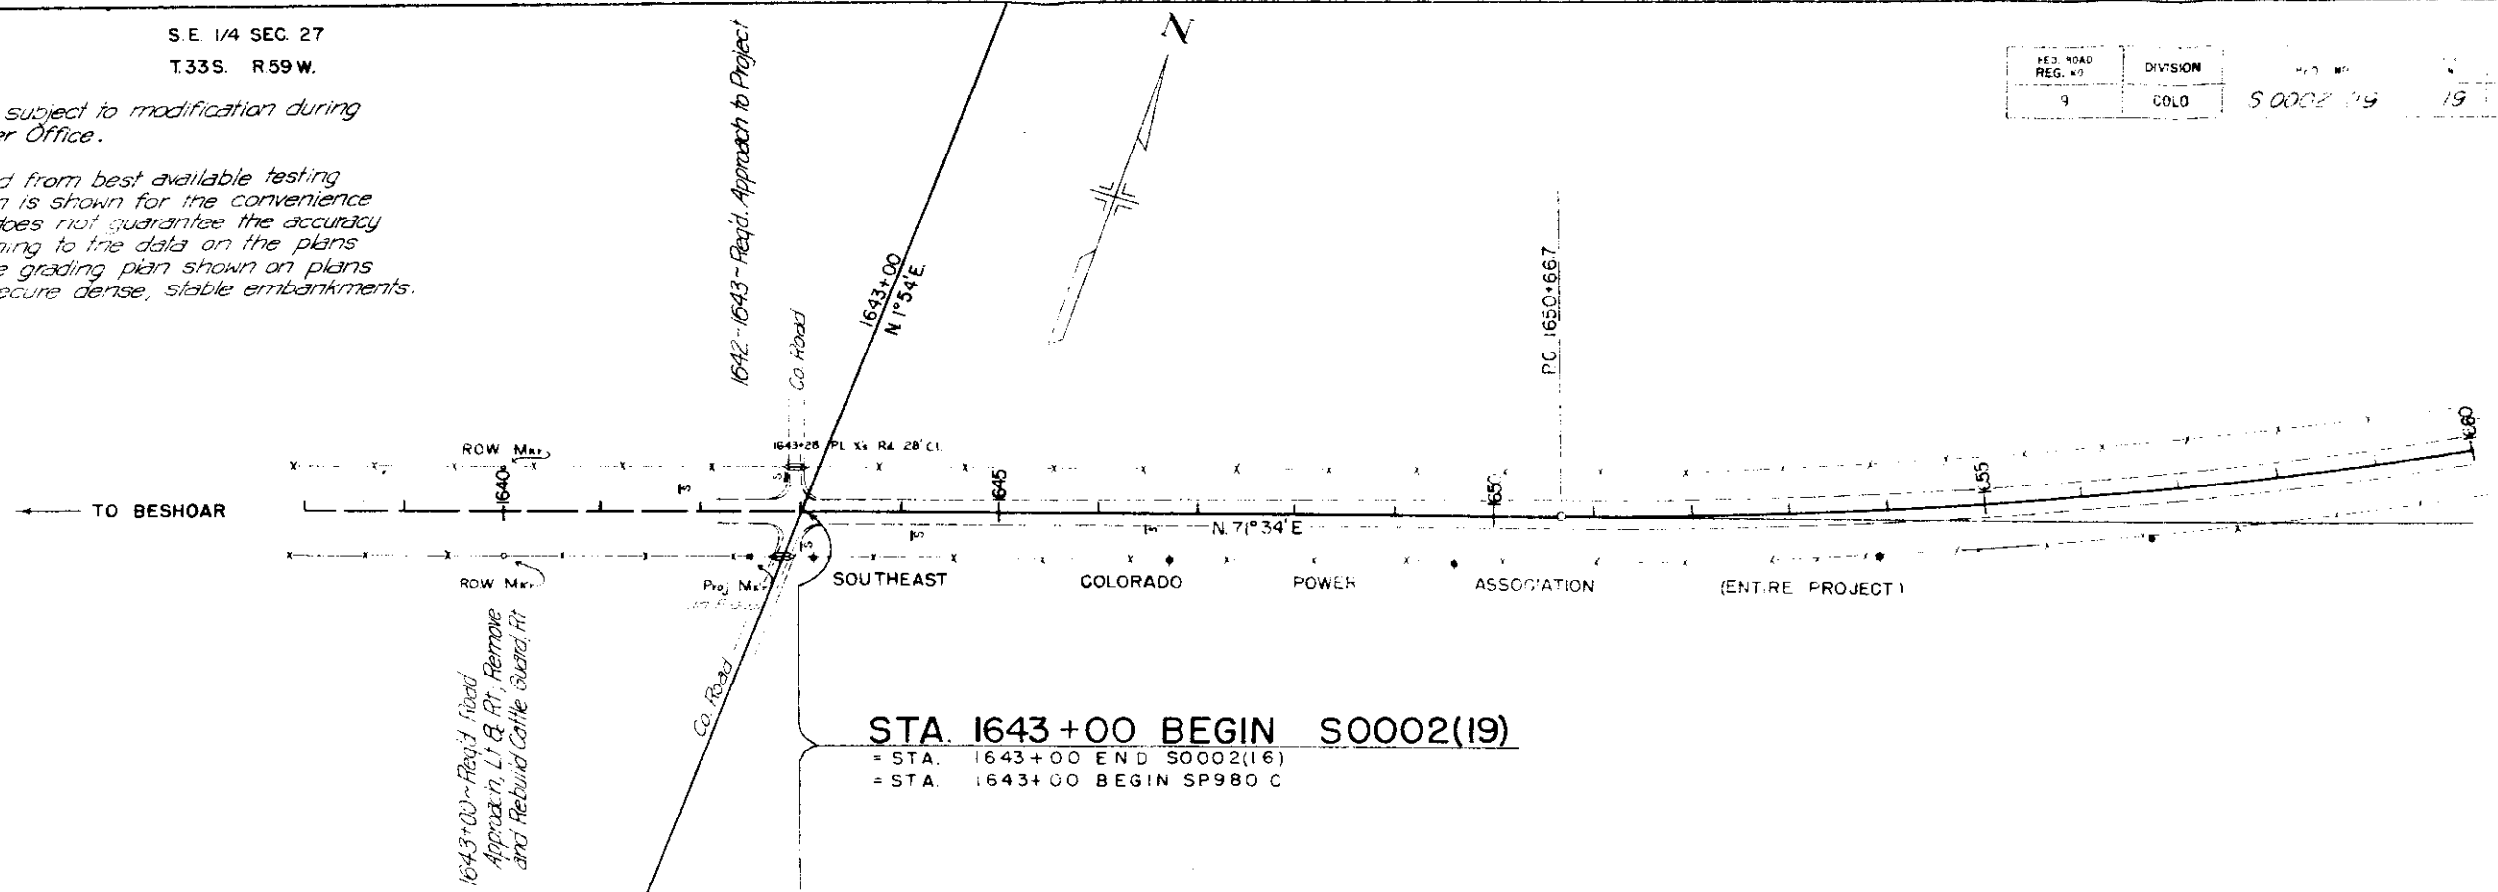 S.E. 1/4 SEC. 27
T.33S. R.59W.
subject to modification during
er Office.
d from best available testing
n is shown for the convenience
does not guarantee the accuracy
ning to the data on the plans
e grading plan shown on plans
ecure dense, stable embankments.
1642-1643~Req'd. Approach to Project
Co. Road
1643+00
N.1°54'E.
N
FED. ROAD
REG. NO
DIVISION
9
COLO
S 0002
19
P.C. 1650+66.7
ROW Mkr.
1643+28 PL Xs Rd. 28' Cl.
1640
1645
1650
1655
1660
TO BESHOAR
N. 71°34'E
ROW Mkr.
Proj. Mkr.
SOUTHEAST COLORADO POWER ASSOCIATION (ENTIRE PROJECT)
1643+00~Req'd Road
Approach, Lt & Rt; Remove
and Rebuild Cattle Guard, Rt
Co. Road
STA. 1643+00 BEGIN S0002(19)
= STA. 1643+00 END S0002(16)
= STA. 1643+00 BEGIN SP980 C